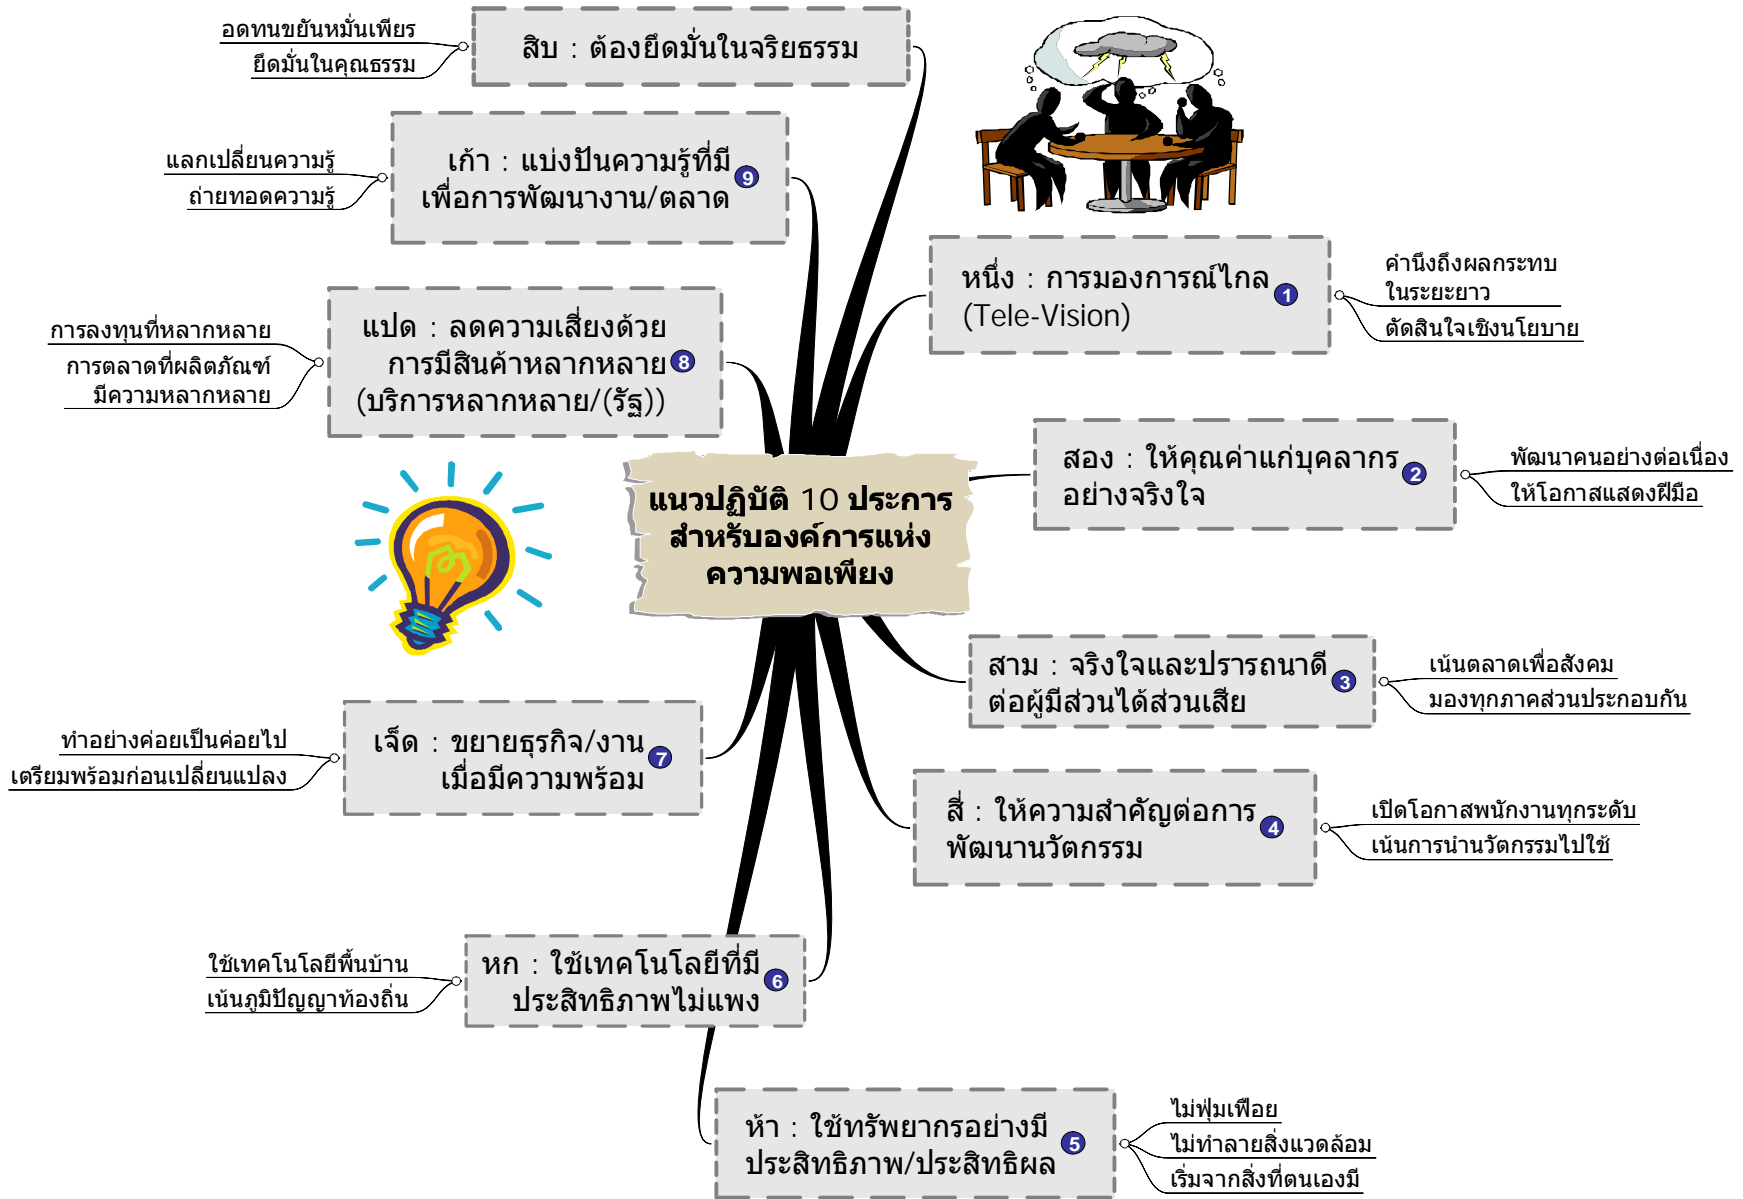 แนวปฏิบัติ 10 ประการ
สำหรับองค์การแห่ง
ความพอเพียง
หนึ่ง : การมองการณ์ไกล
(Tele-Vision)
1
คำนึงถึงผลกระทบ
ในระยะยาว
ตัดสินใจเชิงนโยบาย
สอง : ให้คุณค่าแก่บุคลากร
อย่างจริงใจ
2
พัฒนาคนอย่างต่อเนื่อง
ให้โอกาสแสดงฝีมือ
สาม : จริงใจและปรารถนาดี
ต่อผู้มีส่วนได้ส่วนเสีย
3
เน้นตลาดเพื่อสังคม
มองทุกภาคส่วนประกอบกัน
สี่ : ให้ความสำคัญต่อการ
พัฒนานวัตกรรม
4
เปิดโอกาสพนักงานทุกระดับ
เน้นการนำนวัตกรรมไปใช้
ห้า : ใช้ทรัพยากรอย่างมี
ประสิทธิภาพ/ประสิทธิผล
5
ไม่ฟุ่มเฟือย
ไม่ทำลายสิ่งแวดล้อม
เริ่มจากสิ่งที่ตนเองมี
หก : ใช้เทคโนโลยีที่มี
ประสิทธิภาพไม่แพง
6
ใช้เทคโนโลยีพื้นบ้าน
เน้นภูมิปัญญาท้องถิ่น
เจ็ด : ขยายธุรกิจ/งาน
เมื่อมีความพร้อม
7
ทำอย่างค่อยเป็นค่อยไป
เตรียมพร้อมก่อนเปลี่ยนแปลง
แปด : ลดความเสี่ยงด้วย
การมีสินค้าหลากหลาย
(บริการหลากหลาย/(รัฐ))
8
การลงทุนที่หลากหลาย
การตลาดที่ผลิตภัณฑ์
มีความหลากหลาย
เก้า : แบ่งปันความรู้ที่มี
เพื่อการพัฒนางาน/ตลาด
9
แลกเปลี่ยนความรู้
ถ่ายทอดความรู้
สิบ : ต้องยึดมั่นในจริยธรรม
อดทนขยันหมั่นเพียร
ยึดมั่นในคุณธรรม